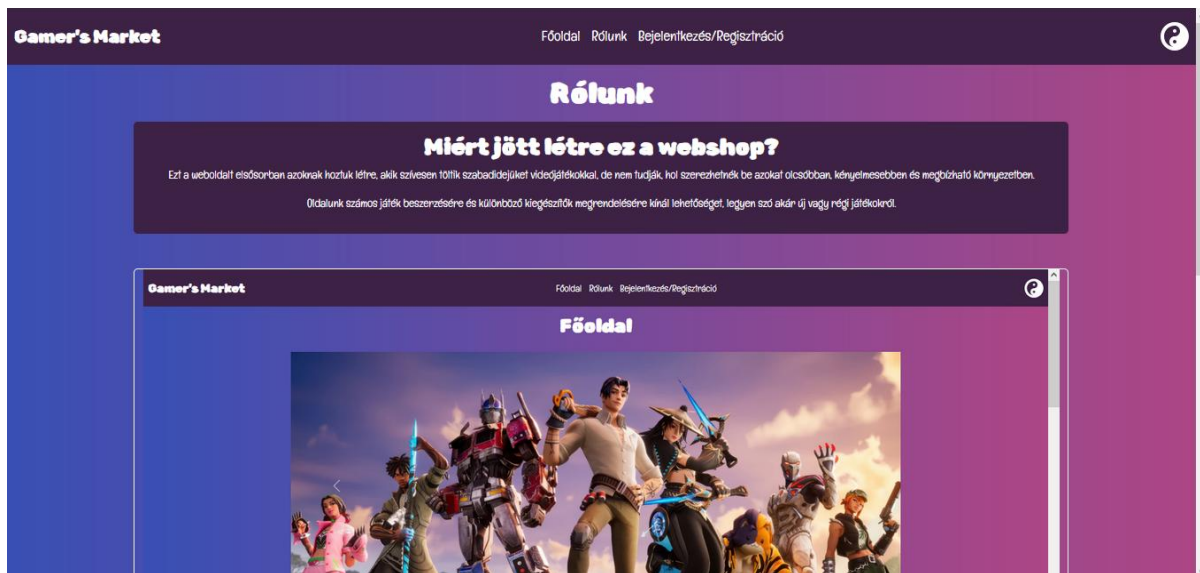 Gamer's Market
Főoldal Rólunk Bejelentkezés/Regisztráció
Rólunk
Miért jött létre ez a webshop?
Ezt a weboldalt elsősorban azoknak hoztuk létre, akik szívesen töltik szabadidejüket videójátékokkal, de nem tudják, hol szerezhetnék be azokat olcsóbban, kényelmesebben és megbízható környezetben.
Oldalunk számos játék beszerzésére és különböző kiegészítők megrendelésére kínál lehetőséget, legyen szó akár új vagy régi játékokról.
Gamer's Market
Főoldal Rólunk Bejelentkezés/Regisztráció
Főoldal